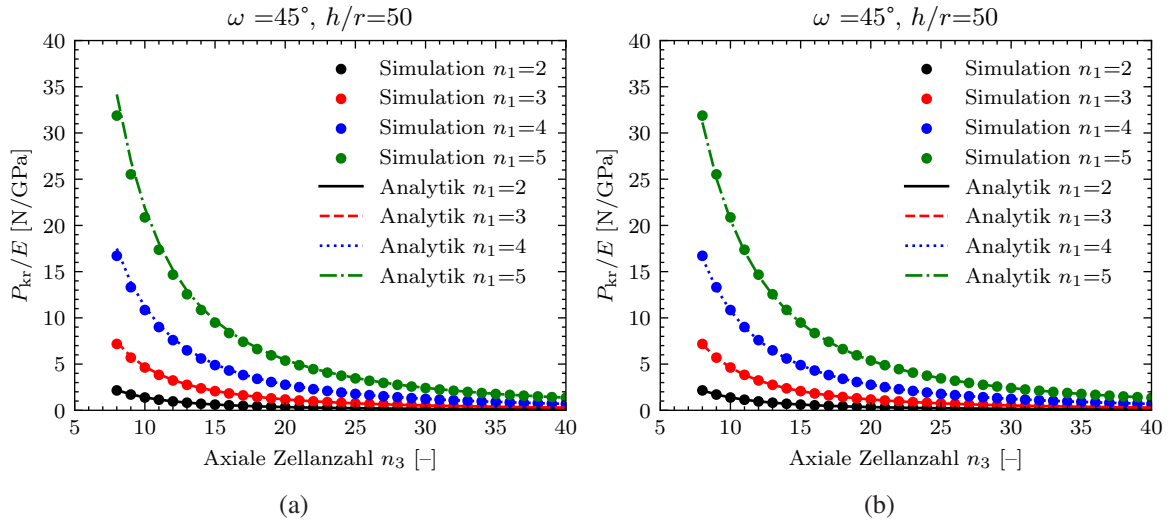 ω =45°, h/r=50
P_kr/E [N/GPa]
40
35
30
25
20
15
10
5
0
Simulation n₁=2
Simulation n₁=3
Simulation n₁=4
Simulation n₁=5
Analytik n₁=2
Analytik n₁=3
Analytik n₁=4
Analytik n₁=5
5 10 15 20 25 30 35 40
Axiale Zellanzahl n₃ [–]
(a)
ω =45°, h/r=50
P_kr/E [N/GPa]
40
35
30
25
20
15
10
5
0
Simulation n₁=2
Simulation n₁=3
Simulation n₁=4
Simulation n₁=5
Analytik n₁=2
Analytik n₁=3
Analytik n₁=4
Analytik n₁=5
5 10 15 20 25 30 35 40
Axiale Zellanzahl n₃ [–]
(b)